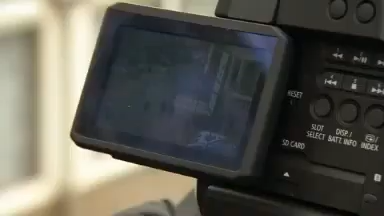 RESET
SLOT
SELECT
DISP./
BATT. INFO
INDEX
SD CARD